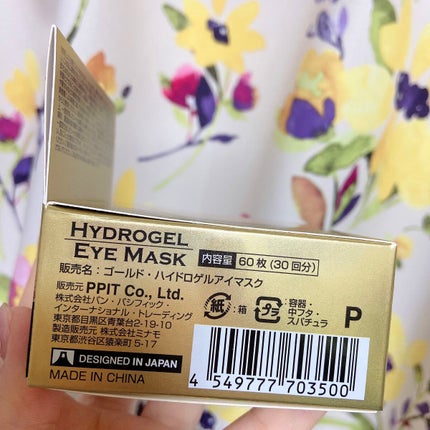 HYDROGEL
EYE MASK 内容量 60枚(30回分)
販売名:ゴールド・ハイドロゲルアイマスク
販売元 PPIT Co., Ltd.
株式会社パン・パシフィック・
インターナショナル・トレーディング
東京都目黒区青葉台2-19-10
製造販売元 株式会社ミナモ
東京都渋谷区猿楽町5-17
紙 :箱
プラ :容器・
中フタ・
スパチュラ
P
DESIGNED IN JAPAN
MADE IN CHINA
4 549777 703500